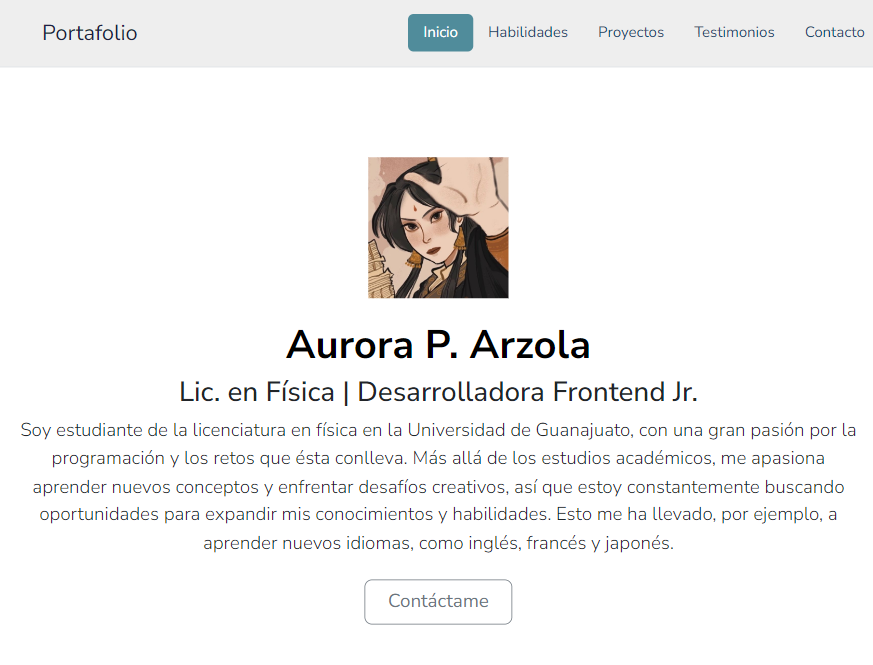 Portafolio
Inicio Habilidades Proyectos Testimonios Contacto
Aurora P. Arzola
Lic. en Física | Desarrolladora Frontend Jr.
Soy estudiante de la licenciatura en física en la Universidad de Guanajuato, con una gran pasión por la
programación y los retos que ésta conlleva. Más allá de los estudios académicos, me apasiona
aprender nuevos conceptos y enfrentar desafíos creativos, así que estoy constantemente buscando
oportunidades para expandir mis conocimientos y habilidades. Esto me ha llevado, por ejemplo, a
aprender nuevos idiomas, como inglés, francés y japonés.
Contáctame